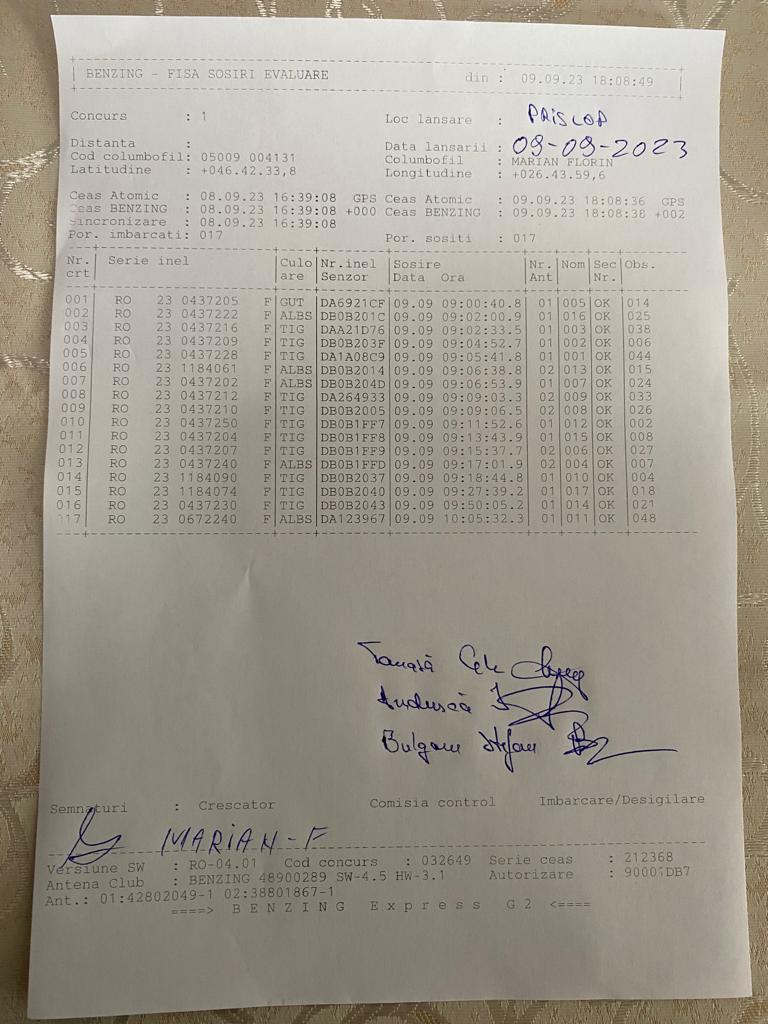 BENZING - FISA SOSIRI EVALUARE din : 09.09.23 18:08:49
Concurs : 1 Loc lansare : PRISLOP
Distanta : Data lansarii : 09-09-2023
Cod columbofil: 05009 004131 Columbofil : MARIAN FLORIN
Latitudine : +046.42.33,8 Longitudine : +026.43.59,6
Ceas Atomic : 08.09.23 16:39:08 GPS Ceas Atomic : 09.09.23 18:08:36 GPS
Ceas BENZING : 08.09.23 16:39:08 +000 Ceas BENZING : 09.09.23 18:08:38 +002
Sincronizare : 08.09.23 16:39:08
Por. imbarcati: 017 Por. sositi : 017
Nr. Serie inel Culo Nr.inel Sosire Nr. Nom Sec Obs.
crt are Senzor Data Ora Ant Nr.
001 RO 23 0437205 F GUT DA6921CF 09.09 09:00:40.8 01 005 OK 014
002 RO 23 0437222 F ALBS DB0B201C 09.09 09:02:00.9 01 016 OK 025
003 RO 23 0437216 F TIG DAA21D76 09.09 09:02:33.5 01 003 OK 038
004 RO 23 0437209 F TIG DB0B203F 09.09 09:04:52.7 01 002 OK 006
005 RO 23 0437228 F TIG DA1A08C9 09.09 09:05:41.8 01 001 OK 044
006 RO 23 1184061 F ALBS DB0B2014 09.09 09:06:38.8 02 013 OK 015
007 RO 23 0437202 F ALBS DB0B204D 09.09 09:06:53.9 01 007 OK 024
008 RO 23 0437212 F TIG DA264933 09.09 09:09:03.3 02 009 OK 033
009 RO 23 0437210 F TIG DB0B2005 09.09 09:09:06.5 02 008 OK 026
010 RO 23 0437250 F TIG DB0B1FF7 09.09 09:11:52.6 01 012 OK 002
011 RO 23 0437204 F TIG DB0B1FF8 09.09 09:13:43.9 01 015 OK 008
012 RO 23 0437207 F TIG DB0B1FF9 09.09 09:15:37.7 02 006 OK 027
013 RO 23 0437240 F ALBS DB0B1FFD 09.09 09:17:01.9 02 004 OK 007
014 RO 23 1184090 F TIG DB0B2037 09.09 09:18:44.8 01 010 OK 004
015 RO 23 1184074 F TIG DB0B2040 09.09 09:27:39.2 01 017 OK 018
016 RO 23 0437230 F TIG DB0B2043 09.09 09:50:05.2 01 014 OK 021
017 RO 23 0672240 F ALBS DA123967 09.09 10:05:32.3 01 011 OK 048
Semnaturi : Crescator Comisia control Imbarcare/Desigilare
MARIAN-F
Versiune SW : RO-04.01 Cod concurs : 032649 Serie ceas : 212368
Antena Club : BENZING 48900289 SW-4.5 HW-3.1 Autorizare :
Ant.: 01:42802049-1 02:38801867-1
====> BENZING Express G2 <====